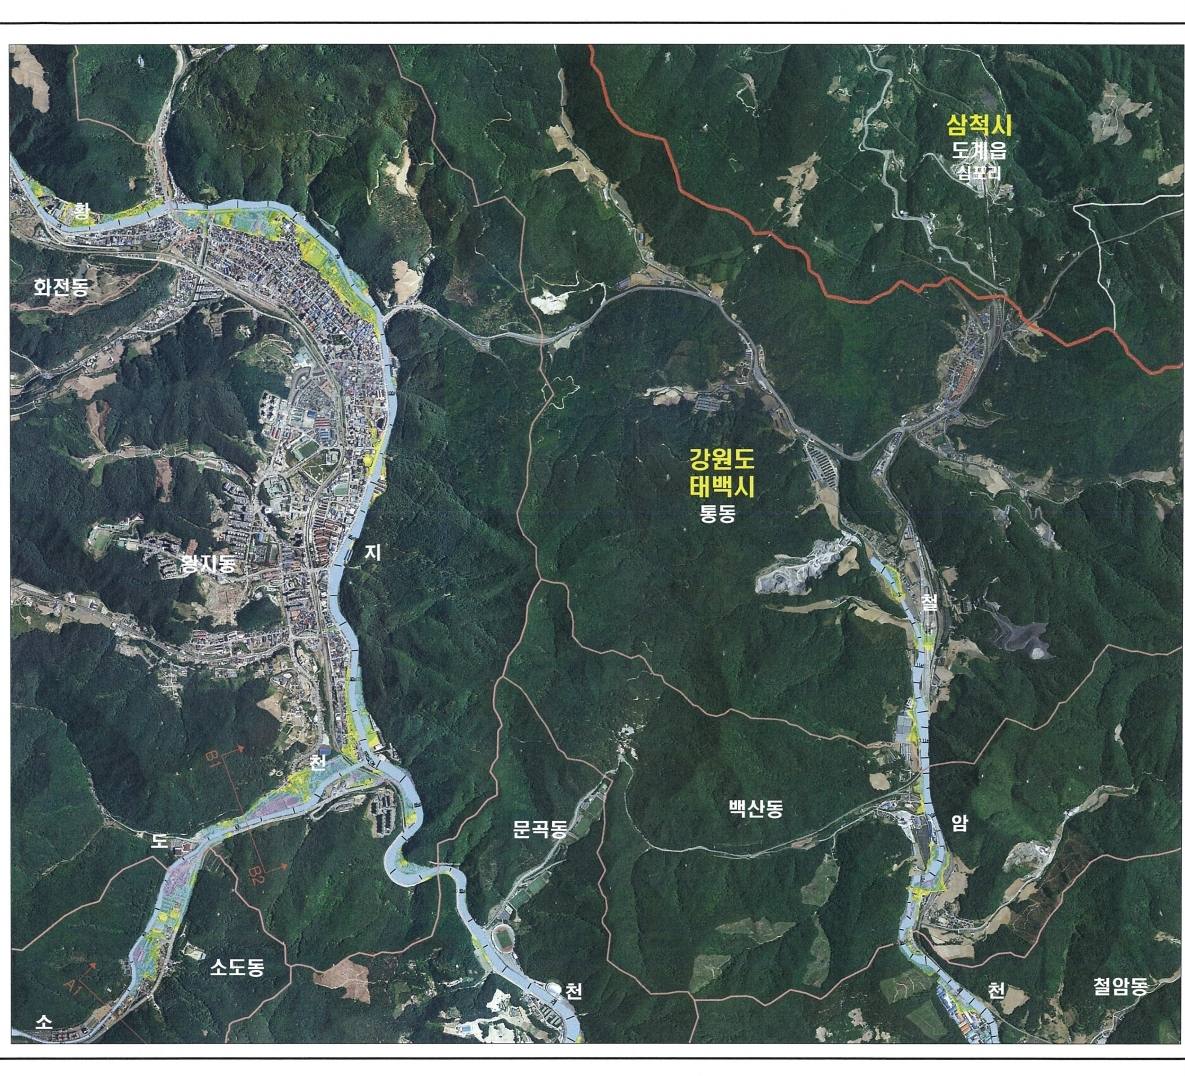 삼척시
도계읍
심포리
황
화전동
강원도
태백시
통동
지
황지동
철
B1
천
백산동
암
문곡동
도
B2
소도동
A1
천
천
철암동
소